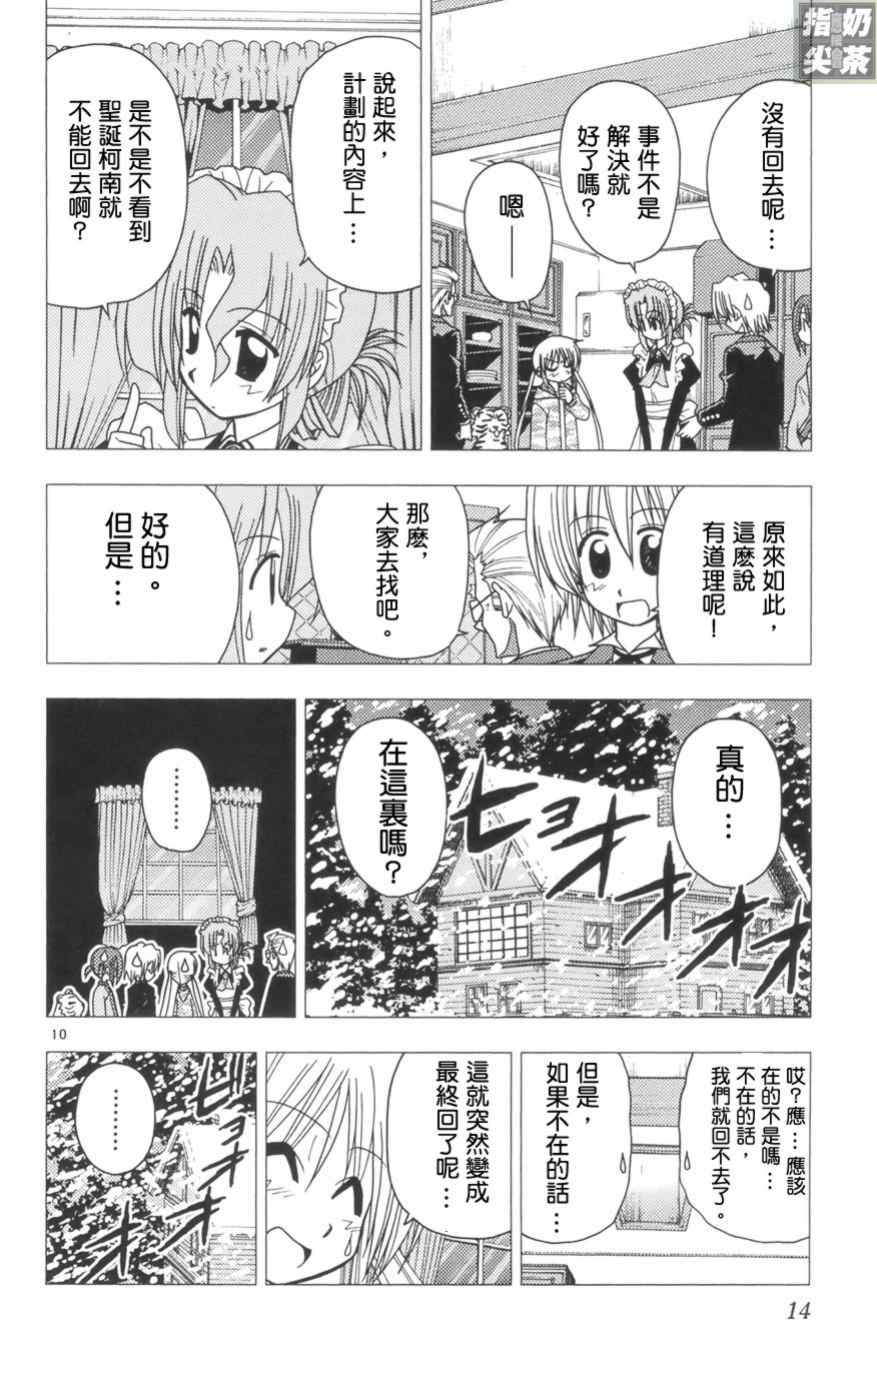 指奶
尖茶
沒有回去呢…
事件不是
解決就
好了嗎？
嗯——
說起來，
計劃的內容上…
是不是不看到
聖誕柯南就
不能回去啊？
原來如此，
這麼說
有道理呢！
那麼，
大家去找吧。
好的。
但是…
真的…
在這裏嗎？
ヒョオオオオ
………
10
哎？應…應該
在的不是嗎…
不在的話，
我們就回不去了。
但是，
如果不在的話…
這就突然變成
最終回了呢…
………
14